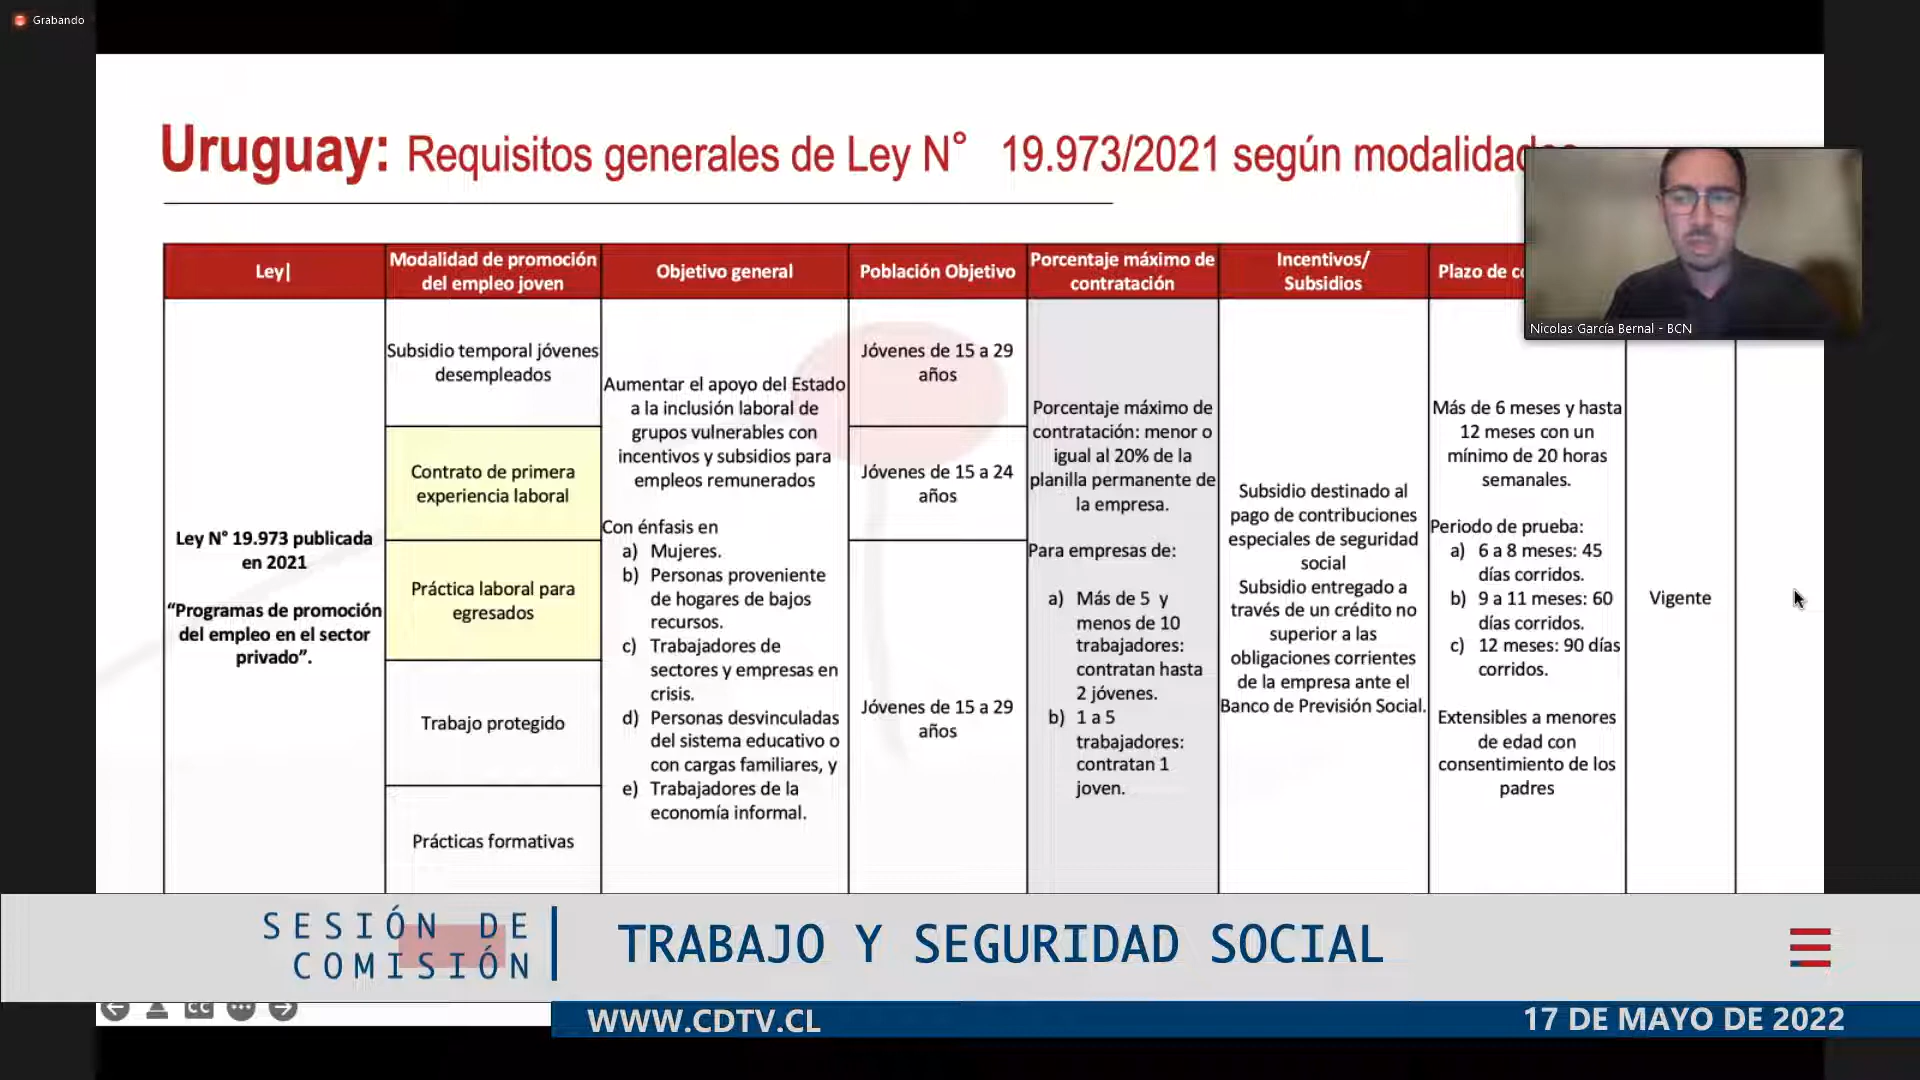 Grabando
Uruguay: Requisitos generales de Ley N° 19.973/2021 según
Ley|
Modalidad de promoción
del empleo joven
Objetivo general
Población Objetivo
Porcentaje máximo de
contratación
Incentivos/
Subsidios
Plazo de
Ley N° 19.973 publicada
en 2021
“Programas de promoción
del empleo en el sector
privado”.
Subsidio temporal jóvenes
desempleados
Contrato de primera
experiencia laboral
Práctica laboral para
egresados
Trabajo protegido
Prácticas formativas
Aumentar el apoyo del Estado
a la inclusión laboral de
grupos vulnerables con
incentivos y subsidios para
empleos remunerados
Con énfasis en
a) Mujeres.
b) Personas proveniente
de hogares de bajos
recursos.
c) Trabajadores de
sectores y empresas en
crisis.
d) Personas desvinculadas
del sistema educativo o
con cargas familiares, y
e) Trabajadores de la
economía informal.
Jóvenes de 15 a 29
años
Jóvenes de 15 a 24
años
Jóvenes de 15 a 29
años
Porcentaje máximo de
contratación: menor o
igual al 20% de la
planilla permanente de
la empresa.
Para empresas de:
a) Más de 5 y
menos de 10
trabajadores:
contratan hasta
2 jóvenes.
b) 1 a 5
trabajadores:
contratan 1
joven.
Subsidio destinado al
pago de contribuciones
especiales de seguridad
social
Subsidio entregado a
través de un crédito no
superior a las
obligaciones corrientes
de la empresa ante el
Banco de Previsión Social.
Más de 6 meses y hasta
12 meses con un
mínimo de 20 horas
semanales.
Periodo de prueba:
a) 6 a 8 meses: 45
días corridos.
b) 9 a 11 meses: 60
días corridos.
c) 12 meses: 90 días
corridos.
Extensibles a menores
de edad con
consentimiento de los
padres
Vigente
Nicolas García Bernal - BCN
SESIÓN DE
COMISIÓN
TRABAJO Y SEGURIDAD SOCIAL
CC
WWW.CDTV.CL
17 DE MAYO DE 2022